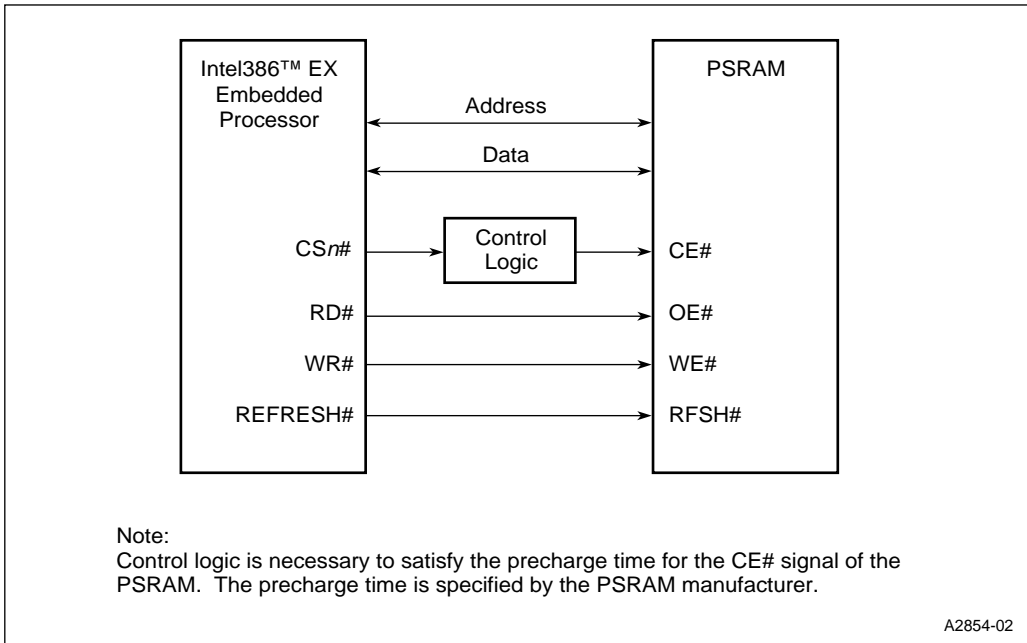 Intel386™ EX
Embedded
Processor
PSRAM
Address
Data
CSn#
Control
Logic
CE#
RD#
OE#
WR#
WE#
REFRESH#
RFSH#
Note:
Control logic is necessary to satisfy the precharge time for the CE# signal of the
PSRAM. The precharge time is specified by the PSRAM manufacturer.
A2854-02